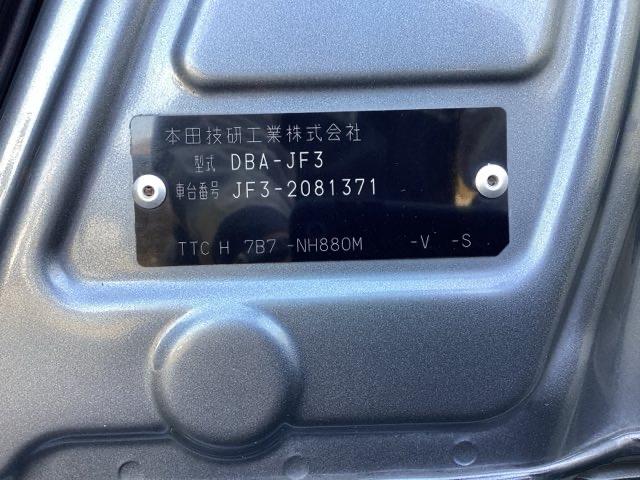 本田技研工業株式会社
型式 DBA-JF3
車台番号 JF3-2081371
TTC H 7B7 -NH880M -V -S